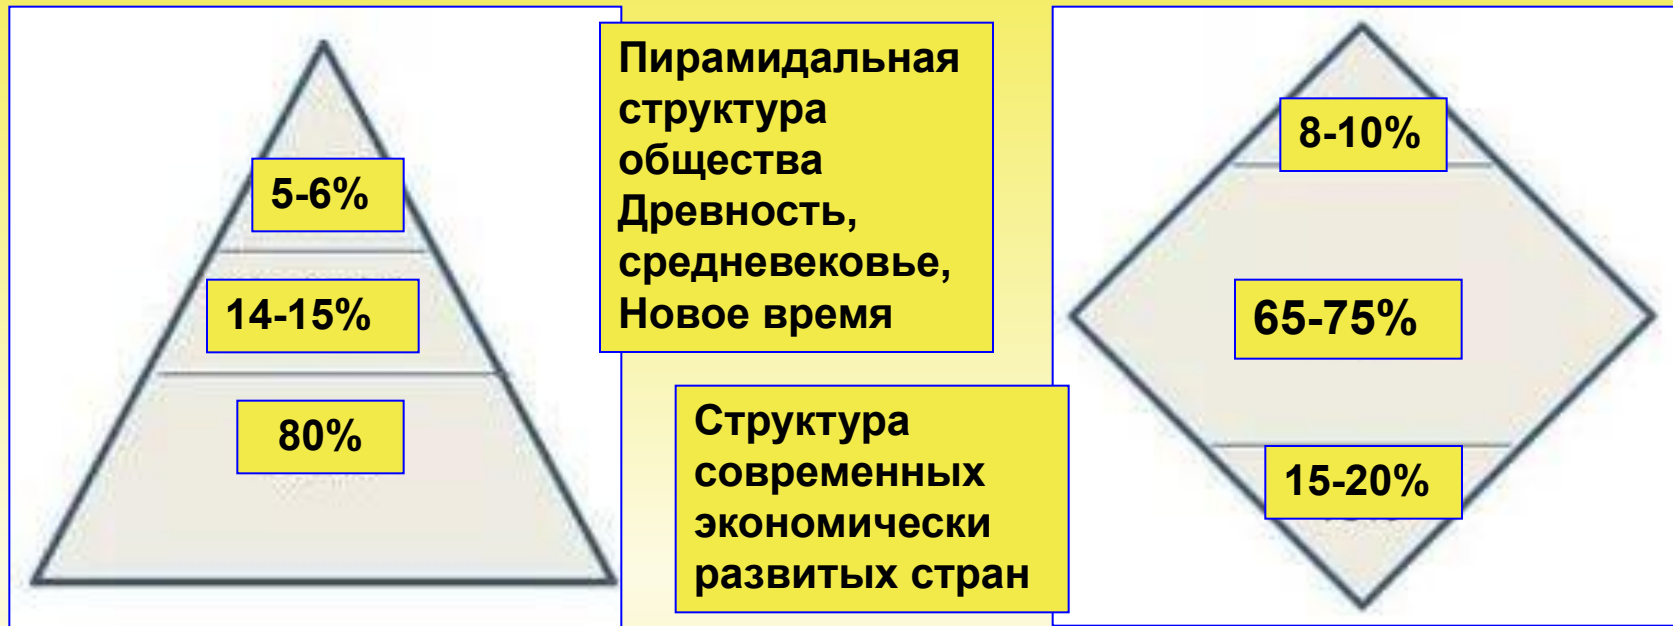 5-6%
14-15%
80%
Пирамидальная
структура
общества
Древность,
средневековье,
Новое время
Структура
современных
экономически
развитых стран
8-10%
65-75%
15-20%